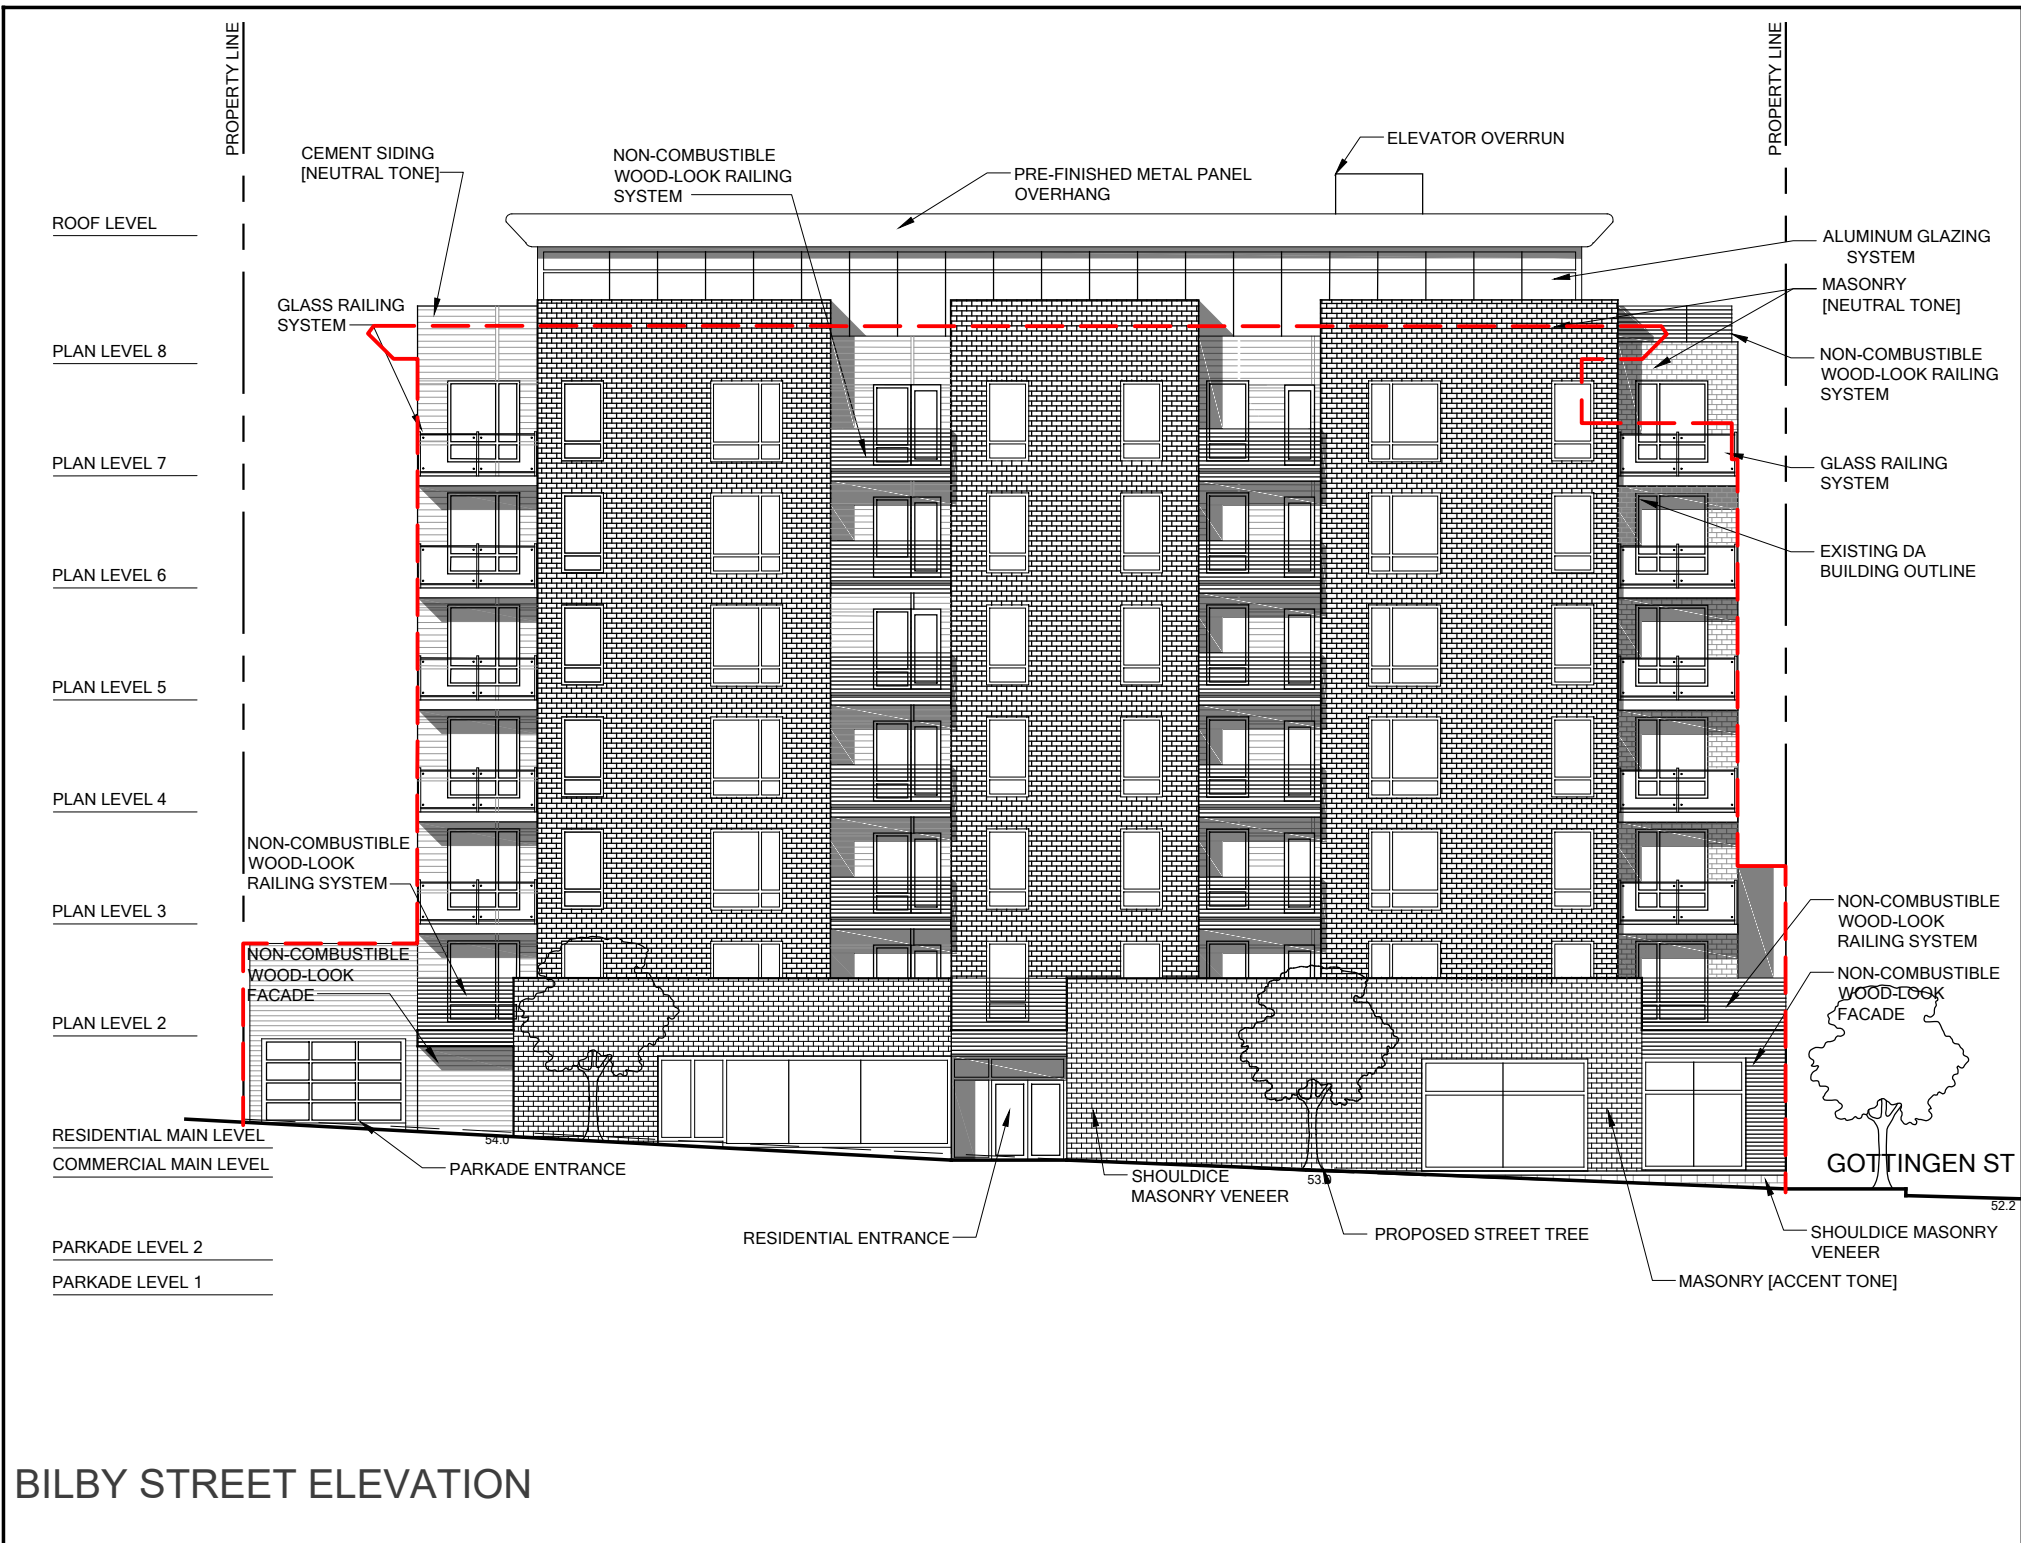 PROPERTY LINE
PROPERTY LINE
ELEVATOR OVERRUN
CEMENT SIDING
[NEUTRAL TONE]
NON-COMBUSTIBLE
WOOD-LOOK RAILING
SYSTEM
PRE-FINISHED METAL PANEL
OVERHANG
ROOF LEVEL
ALUMINUM GLAZING
SYSTEM
MASONRY
[NEUTRAL TONE]
GLASS RAILING
SYSTEM
PLAN LEVEL 8
NON-COMBUSTIBLE
WOOD-LOOK RAILING
SYSTEM
PLAN LEVEL 7
GLASS RAILING
SYSTEM
PLAN LEVEL 6
EXISTING DA
BUILDING OUTLINE
PLAN LEVEL 5
PLAN LEVEL 4
NON-COMBUSTIBLE
WOOD-LOOK
RAILING SYSTEM
PLAN LEVEL 3
NON-COMBUSTIBLE
WOOD-LOOK
RAILING SYSTEM
NON-COMBUSTIBLE
WOOD-LOOK
FACADE
NON-COMBUSTIBLE
WOOD-LOOK
FACADE
PLAN LEVEL 2
RESIDENTIAL MAIN LEVEL
54.0
COMMERCIAL MAIN LEVEL
PARKADE ENTRANCE
GOTTINGEN ST
SHOULDICE
MASONRY VENEER
53.0
52.2
RESIDENTIAL ENTRANCE
PROPOSED STREET TREE
SHOULDICE MASONRY
VENEER
PARKADE LEVEL 2
PARKADE LEVEL 1
MASONRY [ACCENT TONE]
BILBY STREET ELEVATION